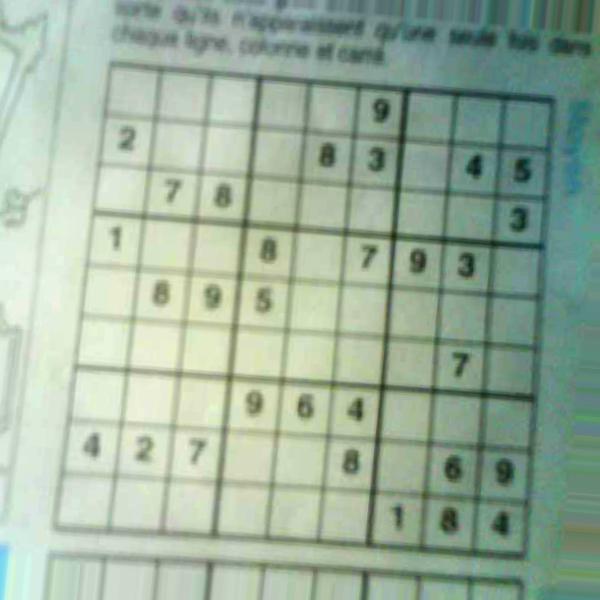 sorte qu'ils n'apparaissent qu'une seule fois dans
chaque ligne, colonne et carré.
9
2 8 3 4 5
7 8 3
1 8 7 9 3
8 9 5
7
9 6 4
4 2 7 8 6 9
1 8 4